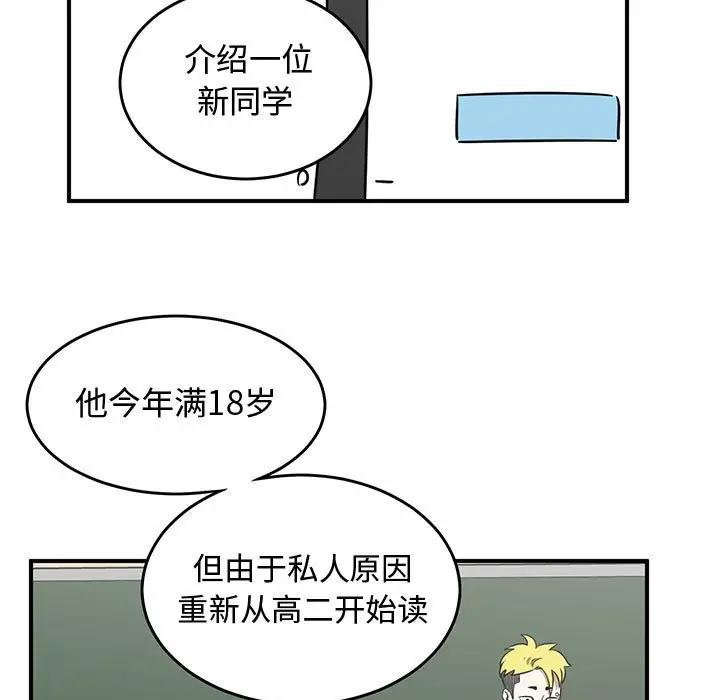 介绍一位
新同学
他今年满18岁
但由于私人原因
重新从高二开始读